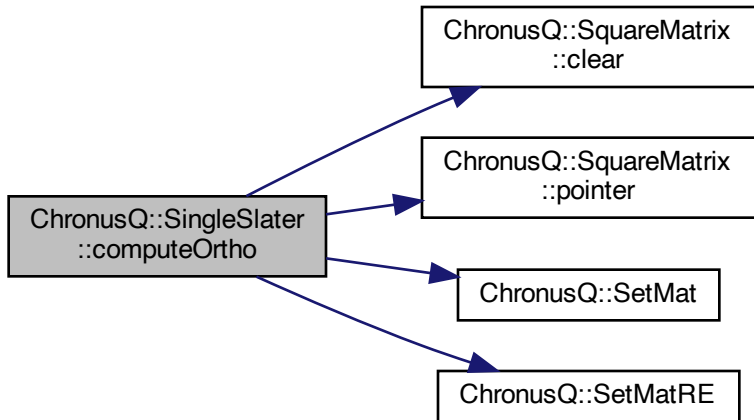 ChronusQ::SquareMatrix
::clear
ChronusQ::SquareMatrix
::pointer
ChronusQ::SingleSlater
::computeOrtho
ChronusQ::SetMat
ChronusQ::SetMatRE